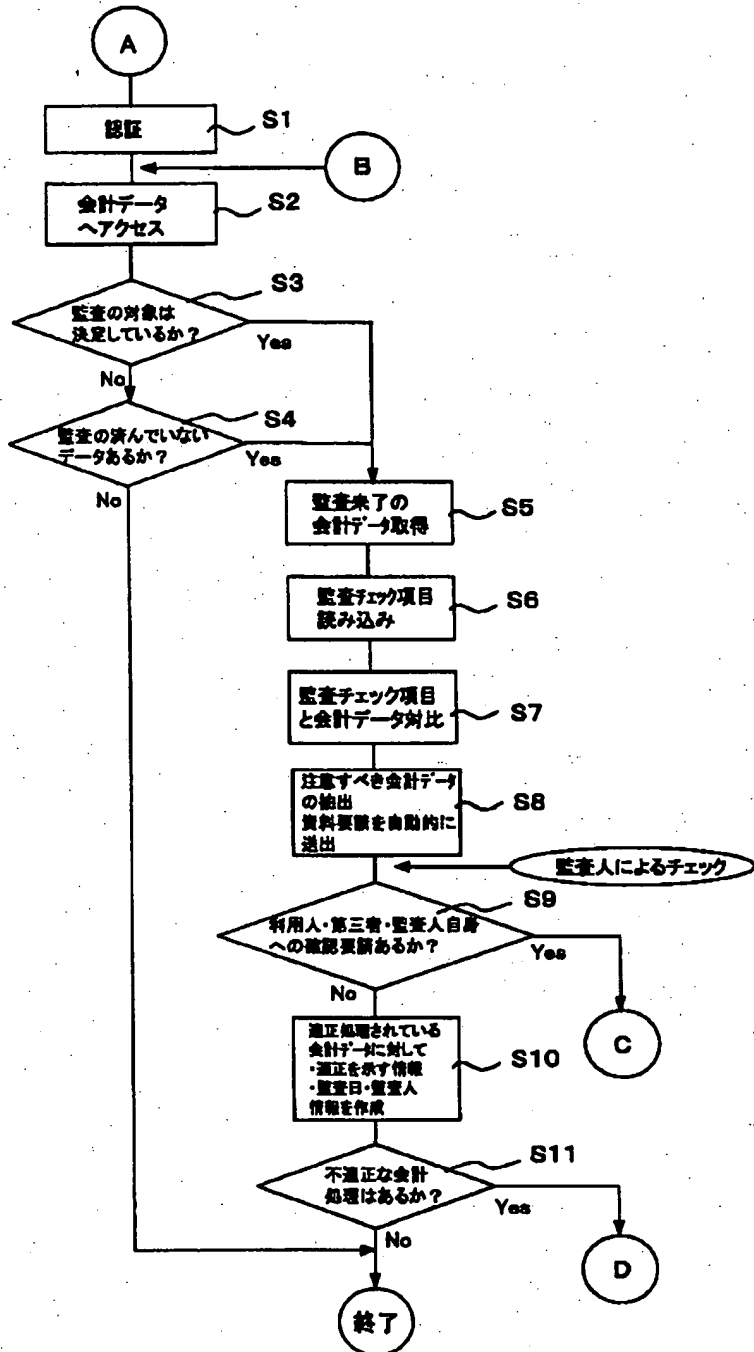 A
認証
S1
B
会計データ
へアクセス
S2
S3
監査の対象は
決定しているか？
Yes
No
S4
監査の済んでいない
データあるか？
Yes
No
監査未了の
会計データ取得
S5
監査チェック項目
読み込み
S6
監査チェック項目
と会計データ対比
S7
注意すべき会計データ
の抽出
資料要請を自動的に
送出
S8
監査人によるチェック
S9
利用人・第三者・監査人自身
への確認要請あるか？
Yes
No
C
適正処理されている
会計データに対して
・適正を示す情報
・監査日・監査人
情報を作成
S10
S11
不適正な会計
処理はあるか？
Yes
No
D
終了